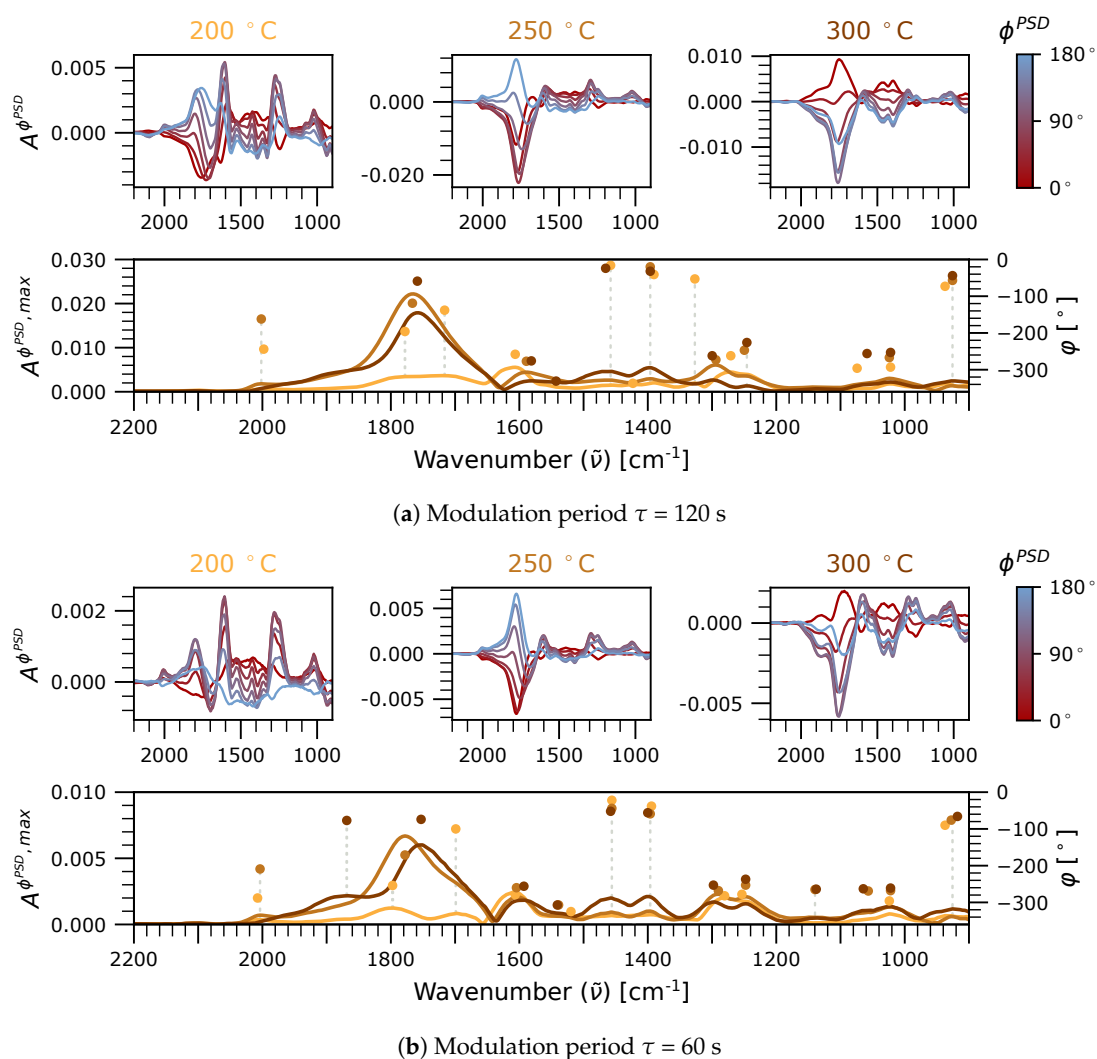 200 °C 250 °C 300 °C ϕ^PSD
0.005 0.000 0.000 -0.020 0.010 0.000 -0.010 180° 90° 0°
A^ϕ^PSD
2000 1500 1000 2000 1500 1000 2000 1500 1000
0.030 0.020 0.010 0.000 0 −100 −200 −300
A^ϕ^PSD, max φ [°]
2200 2000 1800 1600 1400 1200 1000
Wavenumber (ν̃) [cm⁻¹]
(a) Modulation period τ = 120 s
200 °C 250 °C 300 °C ϕ^PSD
0.002 0.000 0.005 0.000 -0.005 0.000 -0.005 180° 90° 0°
A^ϕ^PSD
2000 1500 1000 2000 1500 1000 2000 1500 1000
0.010 0.005 0.000 0 −100 −200 −300
A^ϕ^PSD, max φ [°]
2200 2000 1800 1600 1400 1200 1000
Wavenumber (ν̃) [cm⁻¹]
(b) Modulation period τ = 60 s